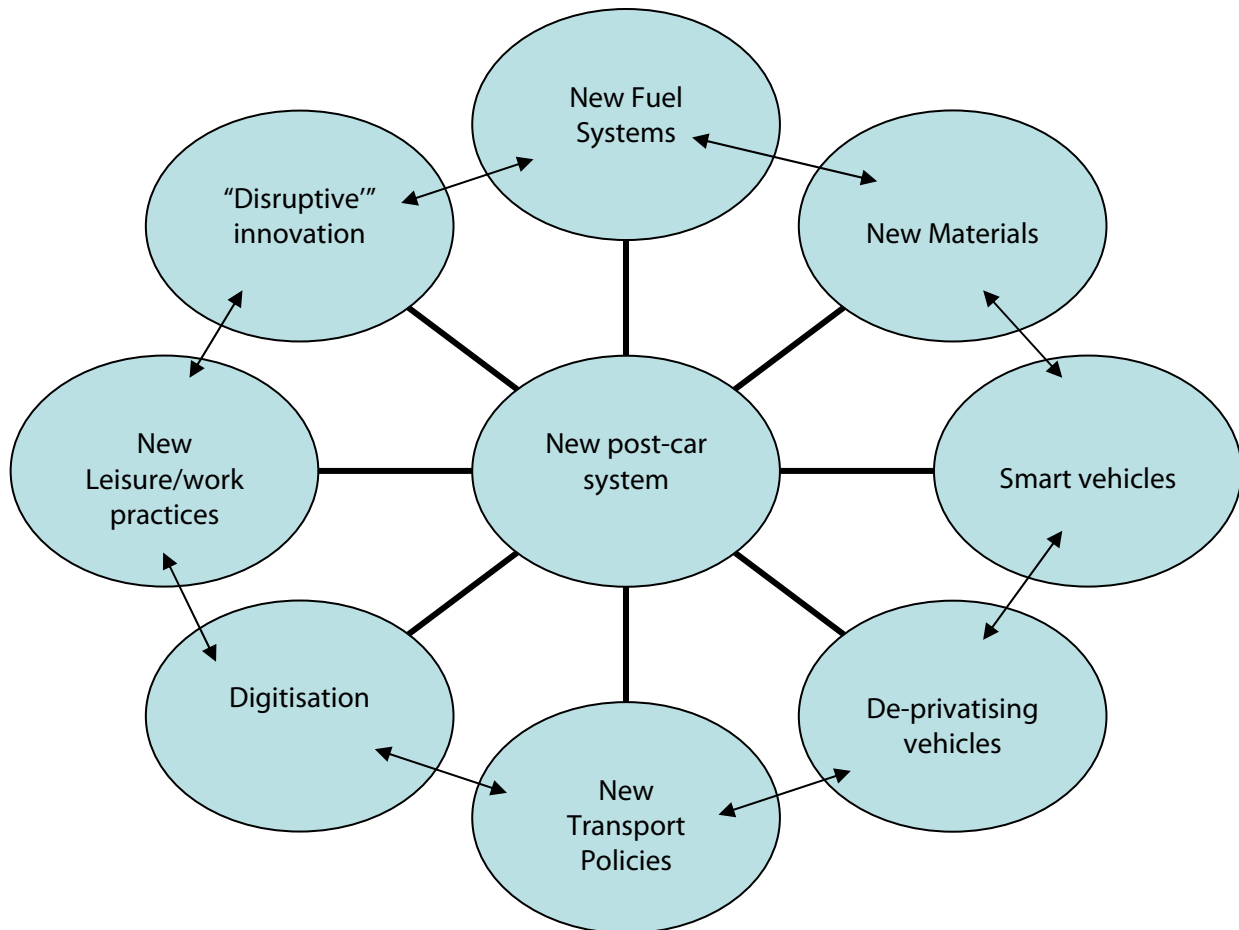 New Fuel
Systems
“Disruptive’”
innovation
New Materials
New
Leisure/work
practices
New post-car
system
Smart vehicles
Digitisation
De-privatising
vehicles
New
Transport
Policies